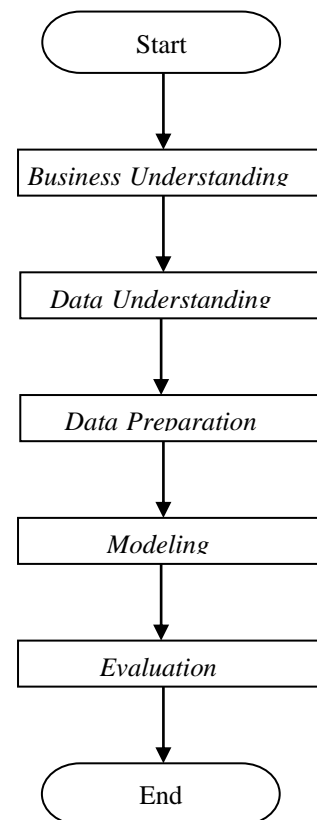 Start
Business Understanding
Data Understanding
Data Preparation
Modeling
Evaluation
End